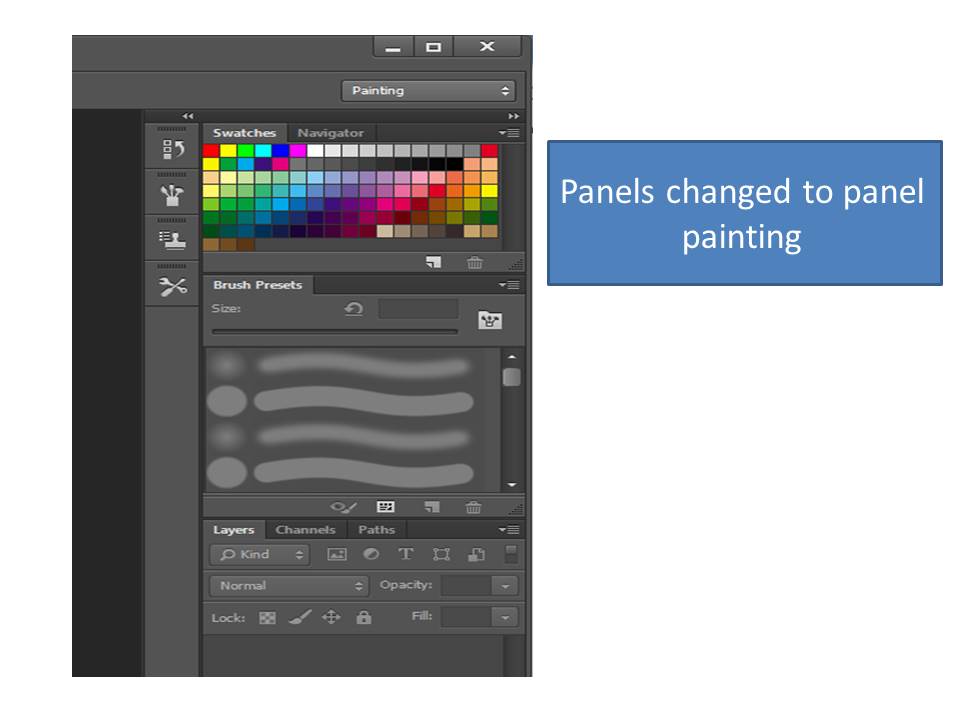 Painting
Swatches Navigator
Panels changed to panel
painting
Brush Presets
Size:
Layers Channels Paths
Kind
Normal Opacity:
Lock: Fill: